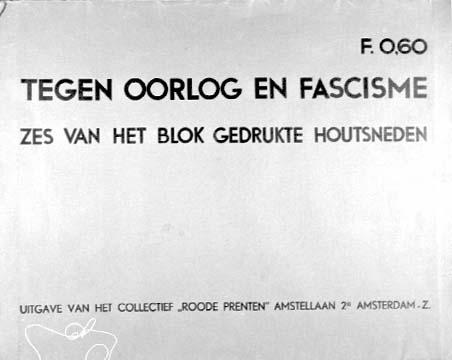 F. 0,60
TEGEN OORLOG EN FASCISME
ZES VAN HET BLOK GEDRUKTE HOUTSNEDEN
UITGAVE VAN HET COLLECTIEF „ROODE PRENTEN” AMSTELLAAN 2ᴵᴵ AMSTERDAM-Z.